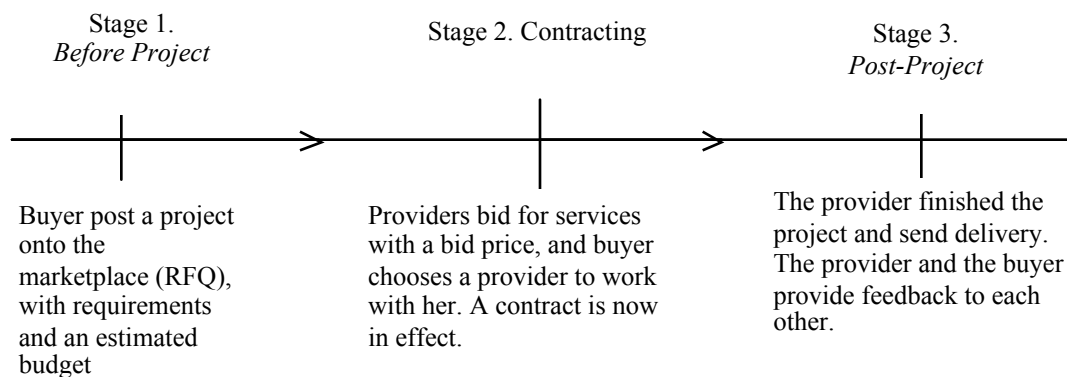 Stage 1.
Before Project
Stage 2. Contracting
Stage 3.
Post-Project
Buyer post a project
onto the
marketplace (RFQ),
with requirements
and an estimated
budget
Providers bid for services
with a bid price, and buyer
chooses a provider to work
with her. A contract is now
in effect.
The provider finished the
project and send delivery.
The provider and the buyer
provide feedback to each
other.